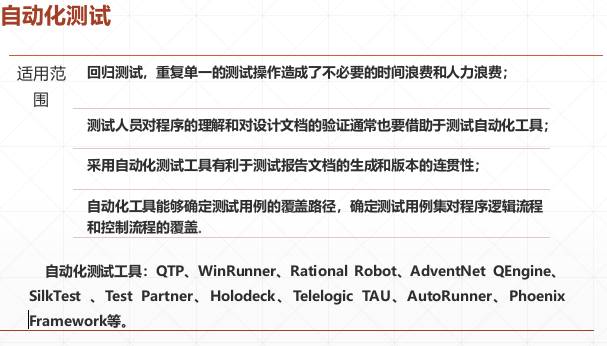 自动化测试
适用范
围
回归测试，重复单一的测试操作造成了不必要的时间浪费和人力浪费；
测试人员对程序的理解和对设计文档的验证通常也要借助于测试自动化工具；
采用自动化测试工具有利于测试报告文档的生成和版本的连贯性；
自动化工具能够确定测试用例的覆盖路径，确定测试用例集对程序逻辑流程
和控制流程的覆盖.
自动化测试工具：QTP、WinRunner、Rational Robot、AdventNet QEngine、
SilkTest 、Test Partner、Holodeck、Telelogic TAU、AutoRunner、Phoenix
Framework等。